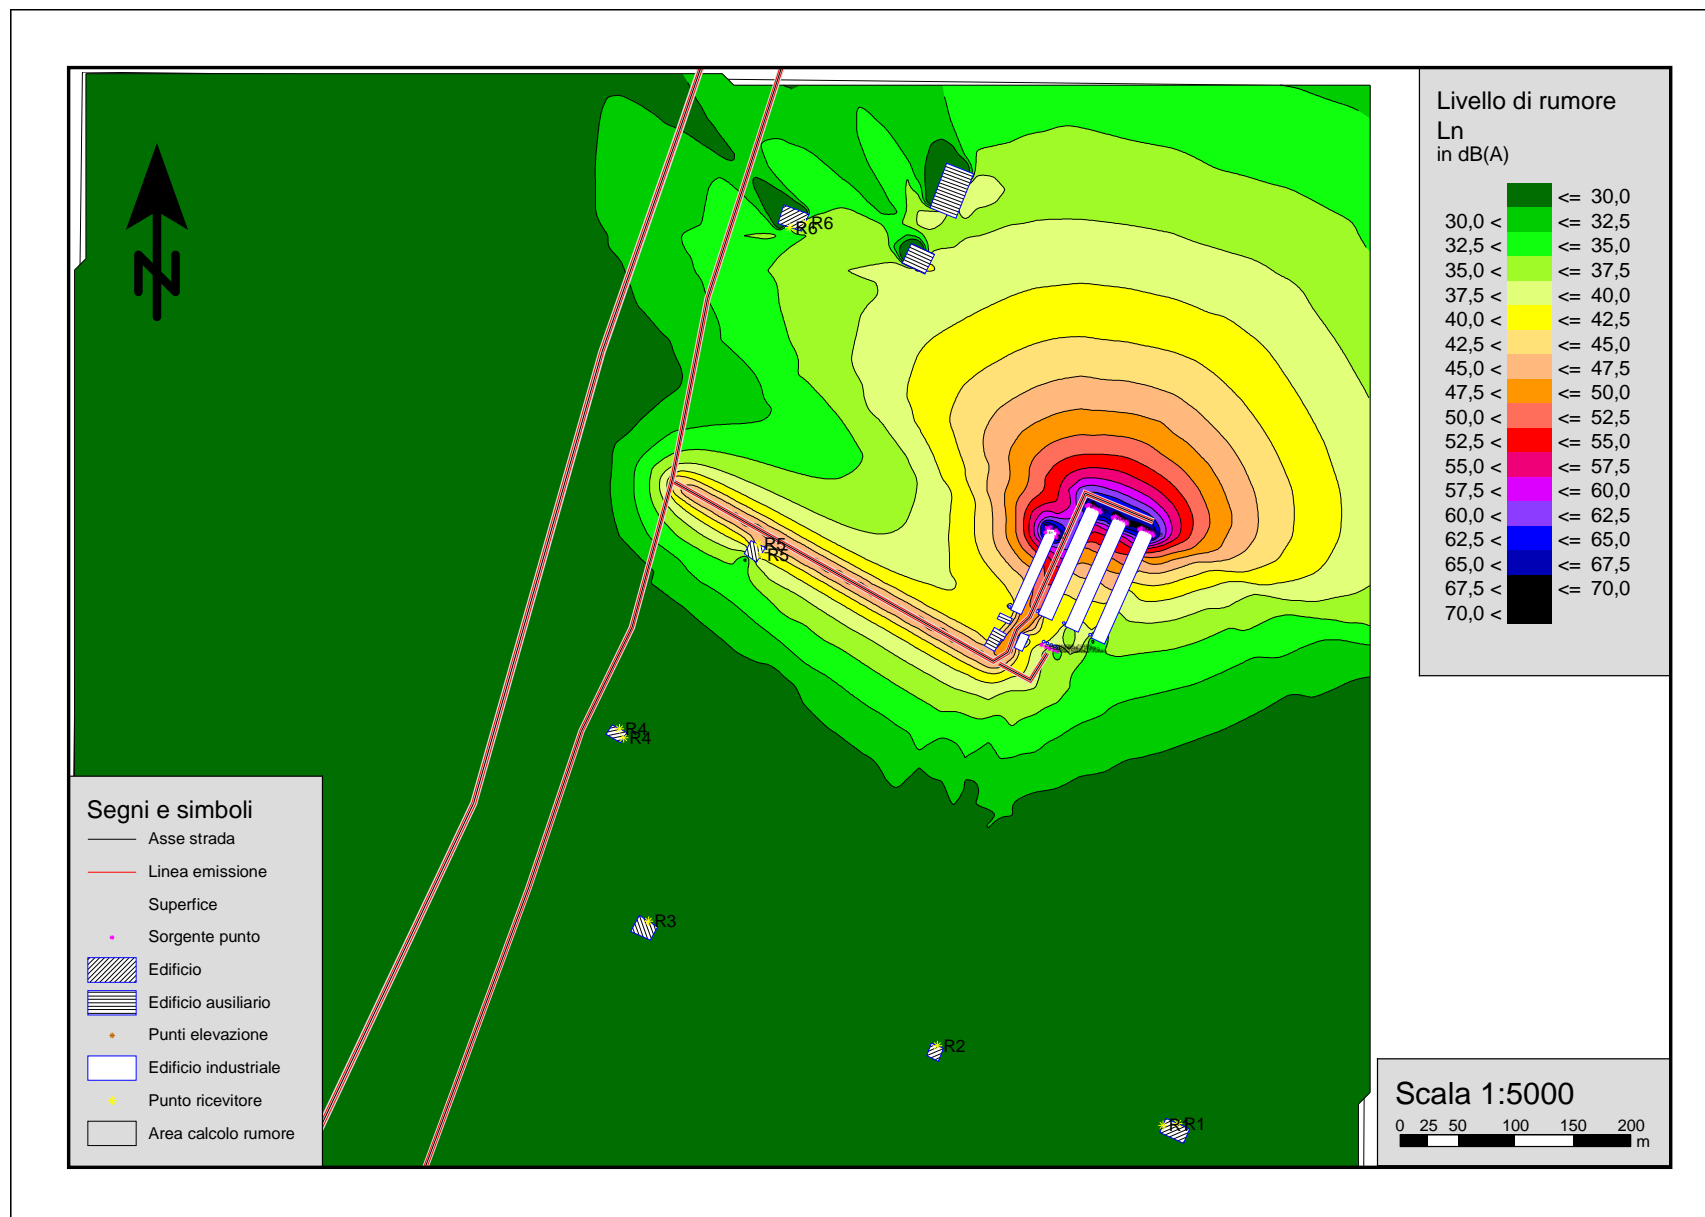 Livello di rumore
Ln
in dB(A)
<= 30,0
30,0 < <= 32,5
32,5 < <= 35,0
35,0 < <= 37,5
37,5 < <= 40,0
40,0 < <= 42,5
42,5 < <= 45,0
45,0 < <= 47,5
47,5 < <= 50,0
50,0 < <= 52,5
52,5 < <= 55,0
55,0 < <= 57,5
57,5 < <= 60,0
60,0 < <= 62,5
62,5 < <= 65,0
65,0 < <= 67,5
67,5 < <= 70,0
70,0 <
N
R6
R6
R5
R5
R4
R4
R3
R2
R R1
Segni e simboli
Asse strada
Linea emissione
Superfice
Sorgente punto
Edificio
Edificio ausiliario
Punti elevazione
Edificio industriale
Punto ricevitore
Area calcolo rumore
Scala 1:5000
0 25 50 100 150 200
m